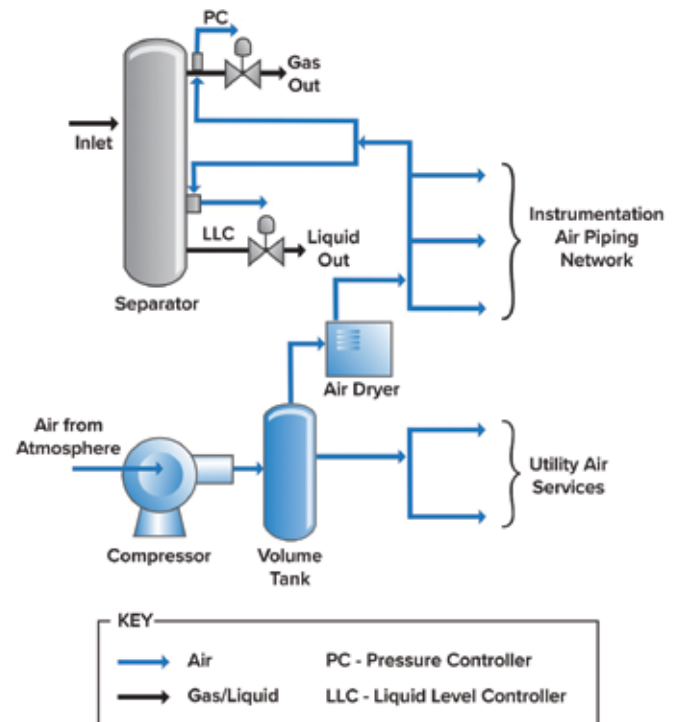 PC
Gas
Out
Inlet
LLC
Liquid
Out
Separator
Instrumentation
Air Piping
Network
Air Dryer
Air from
Atmosphere
Utility Air
Services
Compressor
Volume
Tank
KEY
Air
PC - Pressure Controller
Gas/Liquid
LLC - Liquid Level Controller